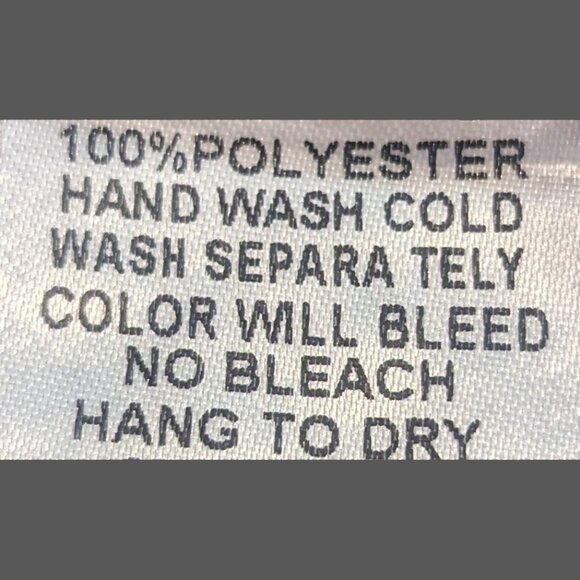 100%POLYESTER
HAND WASH COLD
WASH SEPARA TELY
COLOR WILL BLEED
NO BLEACH
HANG TO DRY